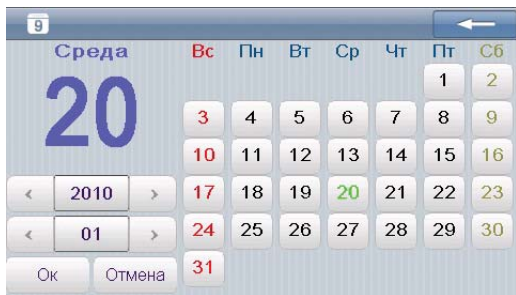 9
Среда Вс Пн Вт Ср Чт Пт Сб
20
1 2
3 4 5 6 7 8 9
10 11 12 13 14 15 16
< 2010 > 17 18 19 20 21 22 23
< 01 > 24 25 26 27 28 29 30
Ок Отмена 31